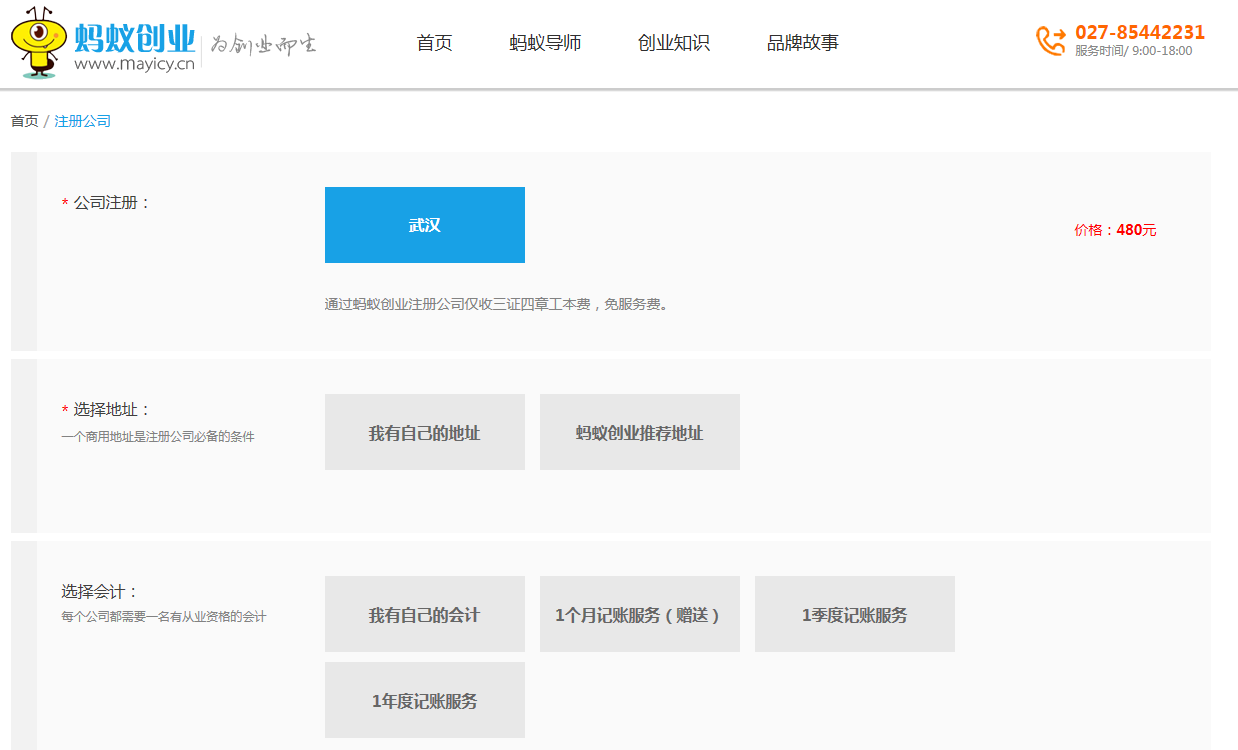 蚂蚁创业
www.mayicy.cn
为创业而生
首页 蚂蚁导师 创业知识 品牌故事
027-85442231
服务时间/ 9:00-18:00
首页 / 注册公司
* 公司注册：
武汉
价格：480元
通过蚂蚁创业注册公司仅收三证四章工本费，免服务费。
* 选择地址：
一个商用地址是注册公司必备的条件
我有自己的地址 蚂蚁创业推荐地址
选择会计：
每个公司都需要一名有从业资格的会计
我有自己的会计 1个月记账服务（赠送） 1季度记账服务
1年度记账服务